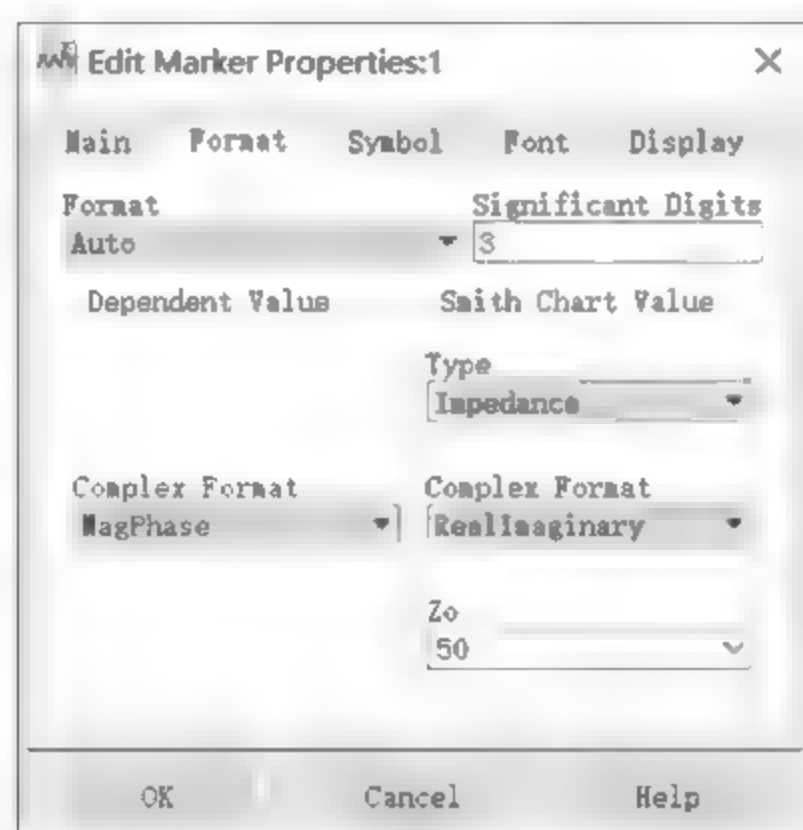 Edit Marker Properties:1
Main Format Symbol Font Display
Format Significant Digits
Auto 3
Dependent Value Smith Chart Value
Type
Impedance
Complex Format Complex Format
MagPhase RealImaginary
Zo
50
OK Cancel Help